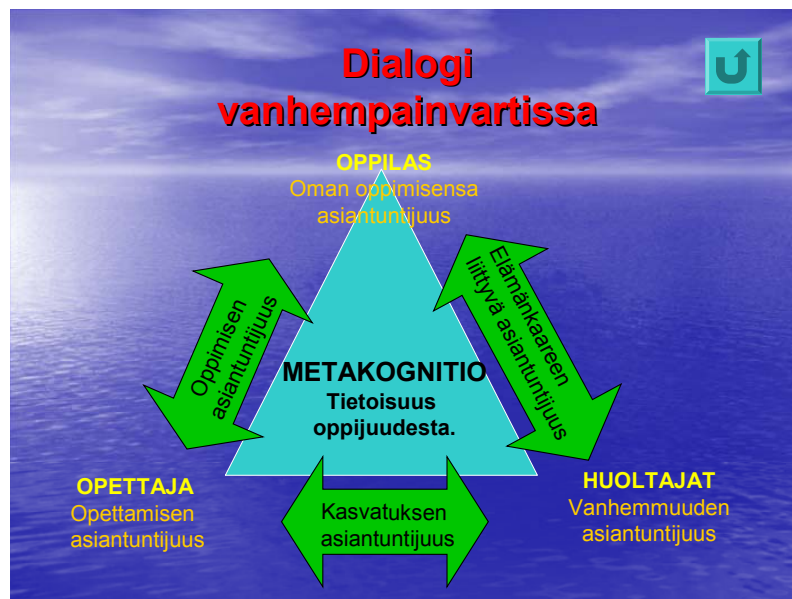 Dialogi
vanhempainvartissa
OPPILAS
Oman oppimisensa
asiantuntijuus
Oppimisen
asiantuntijuus
Elämänkaareen
liittyvä asiantuntijuus
METAKOGNITIO
Tietoisuus
oppijuudesta.
OPETTAJA
Opettamisen
asiantuntijuus
Kasvatuksen
asiantuntijuus
HUOLTAJAT
Vanhemmuuden
asiantuntijuus